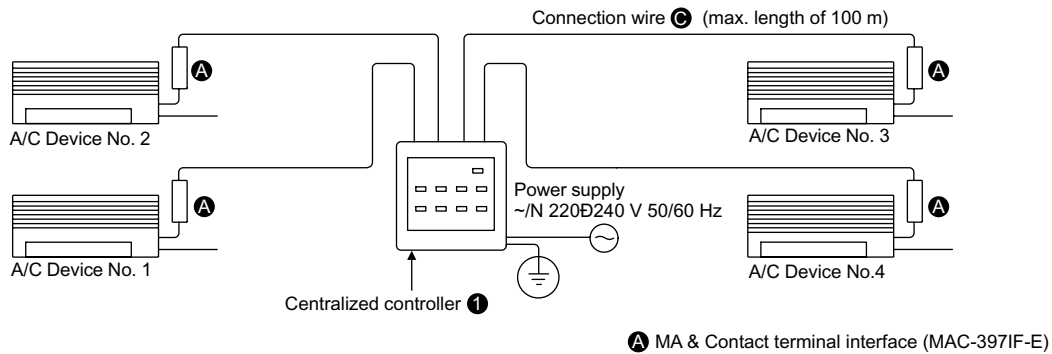 Connection wire C (max. length of 100 m)
A
A
A/C Device No. 2
A/C Device No. 3
Power supply
~/N 220Ð240 V 50/60 Hz
A
A
A/C Device No. 1
A/C Device No.4
Centralized controller 1
A MA & Contact terminal interface (MAC-397IF-E)